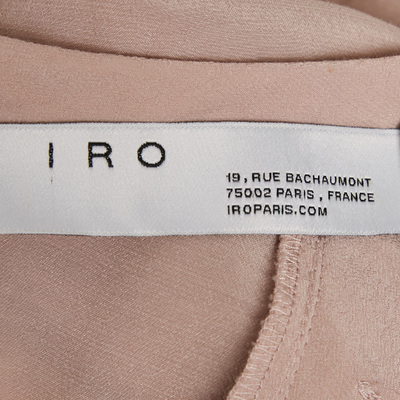 IRO
19, RUE BACHAUMONT
75002 PARIS, FRANCE
IROPARIS.COM